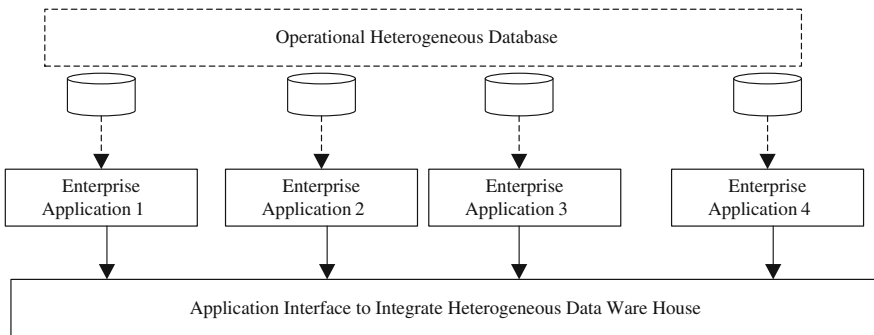 Operational Heterogeneous Database
Enterprise
Application 1
Enterprise
Application 2
Enterprise
Application 3
Enterprise
Application 4
Application Interface to Integrate Heterogeneous Data Ware House